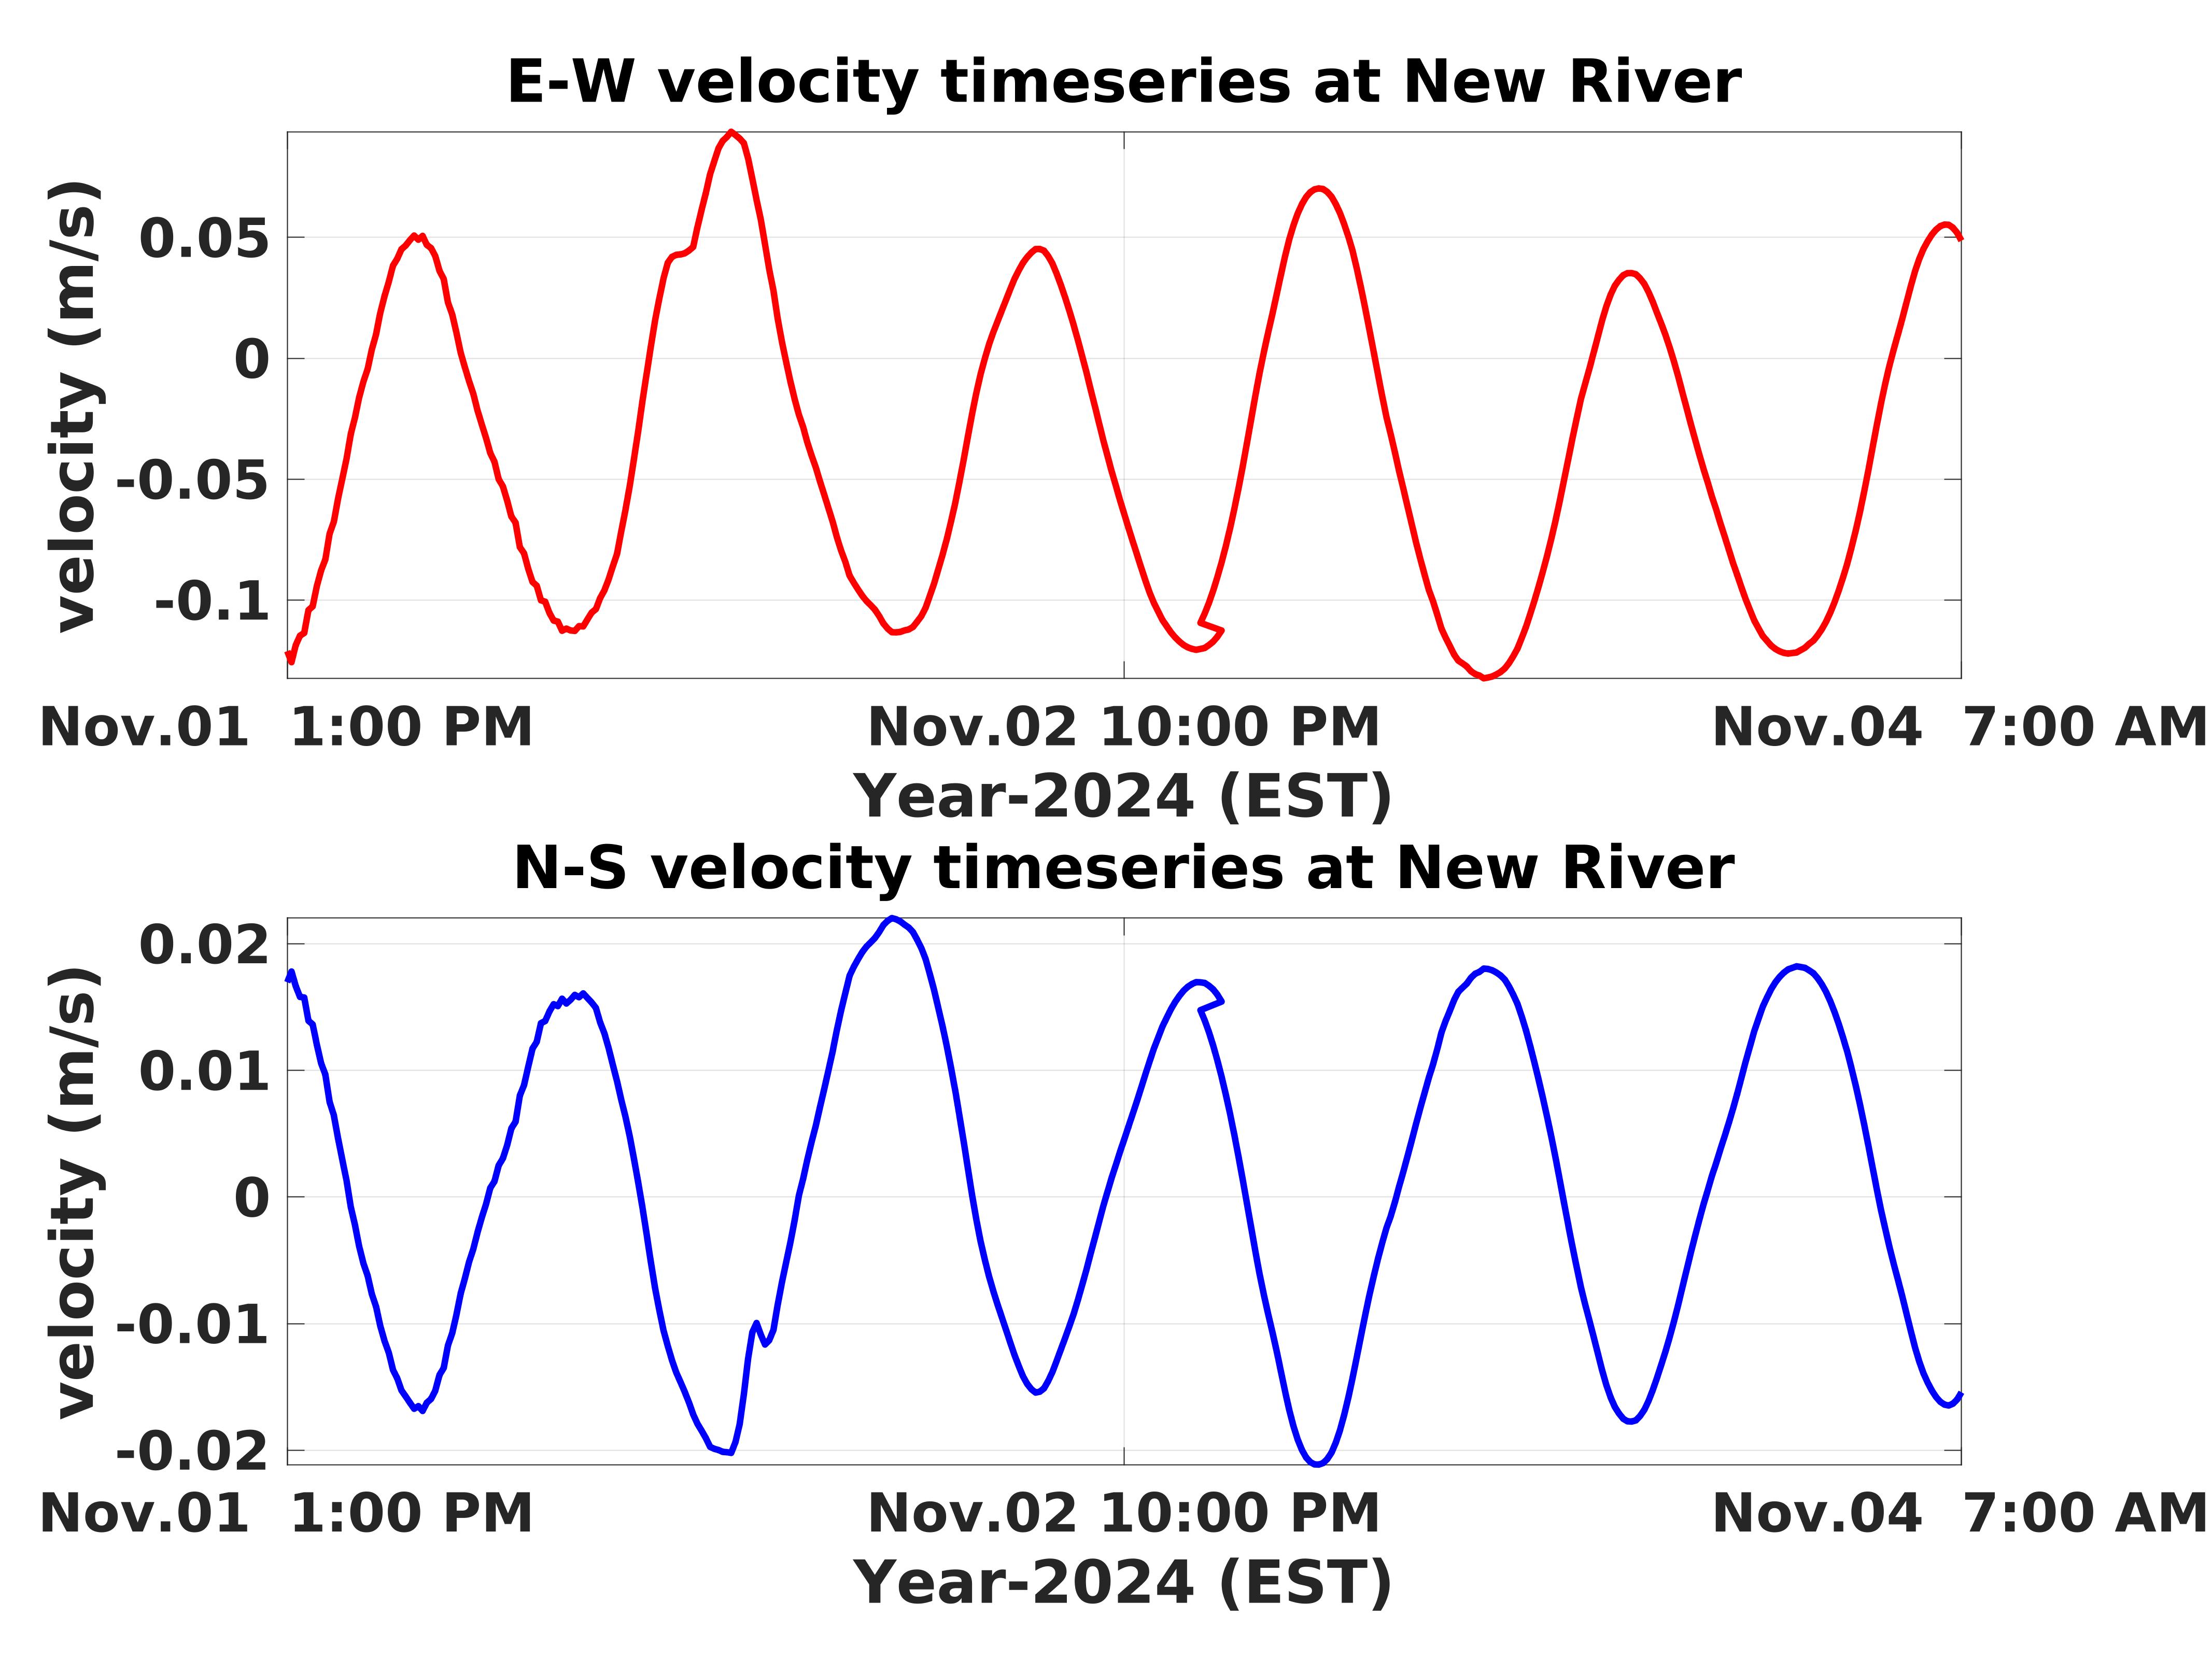 E-W velocity timeseries at New River
velocity (m/s)
0.05
0
-0.05
-0.1
Nov.01  1:00 PM
Nov.02 10:00 PM
Nov.04  7:00 AM
Year-2024 (EST)
N-S velocity timeseries at New River
velocity (m/s)
0.02
0.01
0
-0.01
-0.02
Nov.01  1:00 PM
Nov.02 10:00 PM
Nov.04  7:00 AM
Year-2024 (EST)